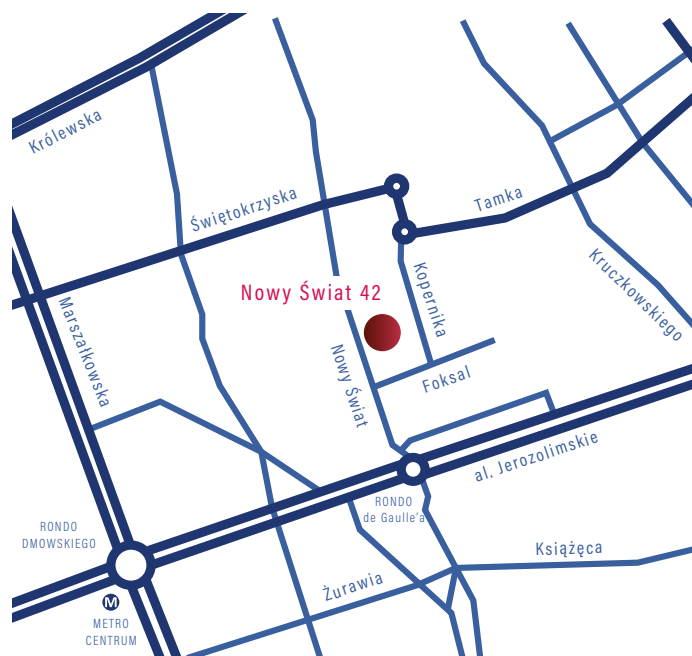 Królewska
Świętokrzyska
Tamka
Kruczkowskiego
Kopernika
Nowy Świat 42
Marszałkowska
Nowy Świat
Foksal
al. Jerozolimskie
RONDO
de Gaulle'a
RONDO
DMOWSKIEGO
Książęca
Żurawia
M
METRO
CENTRUM